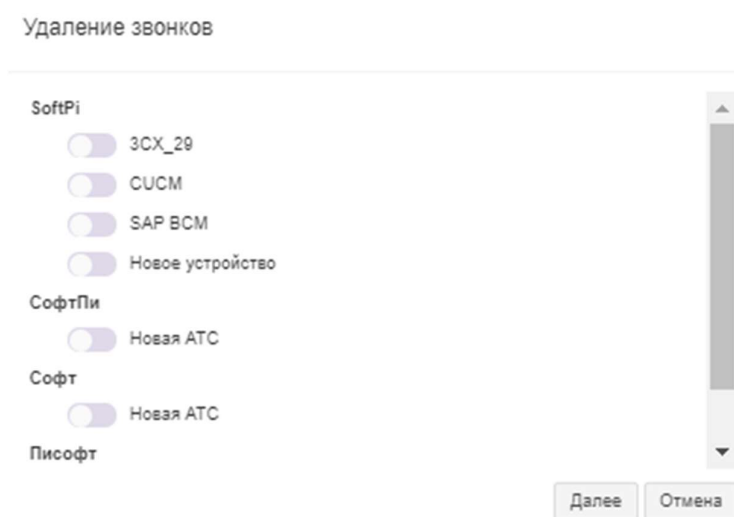 Удаление звонков
SoftPi
3CX_29
CUCM
SAP BCM
Новое устройство
СофтПи
Новая АТС
Софт
Новая АТС
Писофт
Далее Отмена